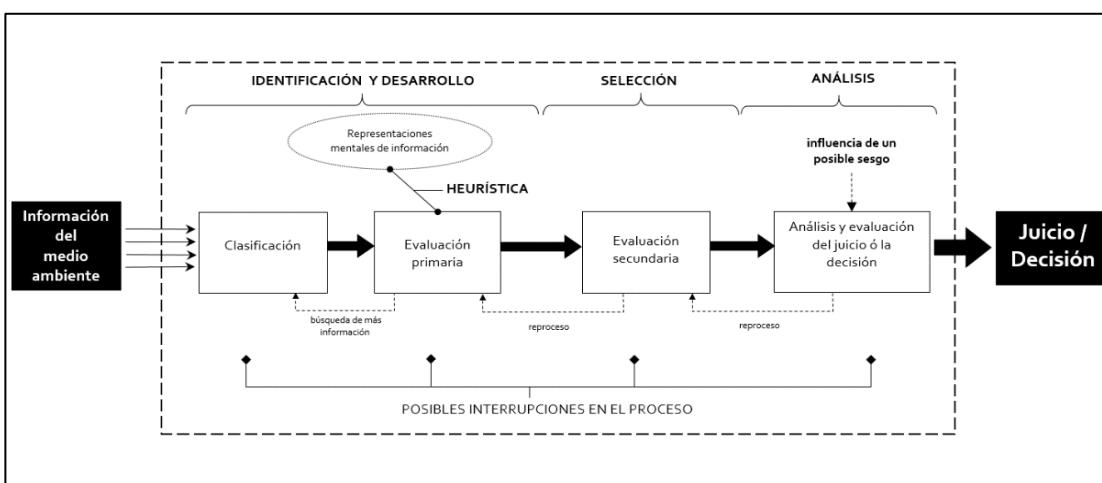 IDENTIFICACIÓN Y DESARROLLO
SELECCIÓN
ANÁLISIS
Representaciones
mentales de información
influencia de un
posible sesgo
HEURÍSTICA
Información
del
medio
ambiente
Clasificación
Evaluación
primaria
Evaluación
secundaria
Análisis y evaluación
del juicio ó la
decisión
Juicio /
Decisión
búsqueda de más
información
reproceso
reproceso
POSIBLES INTERRUPCIONES EN EL PROCESO